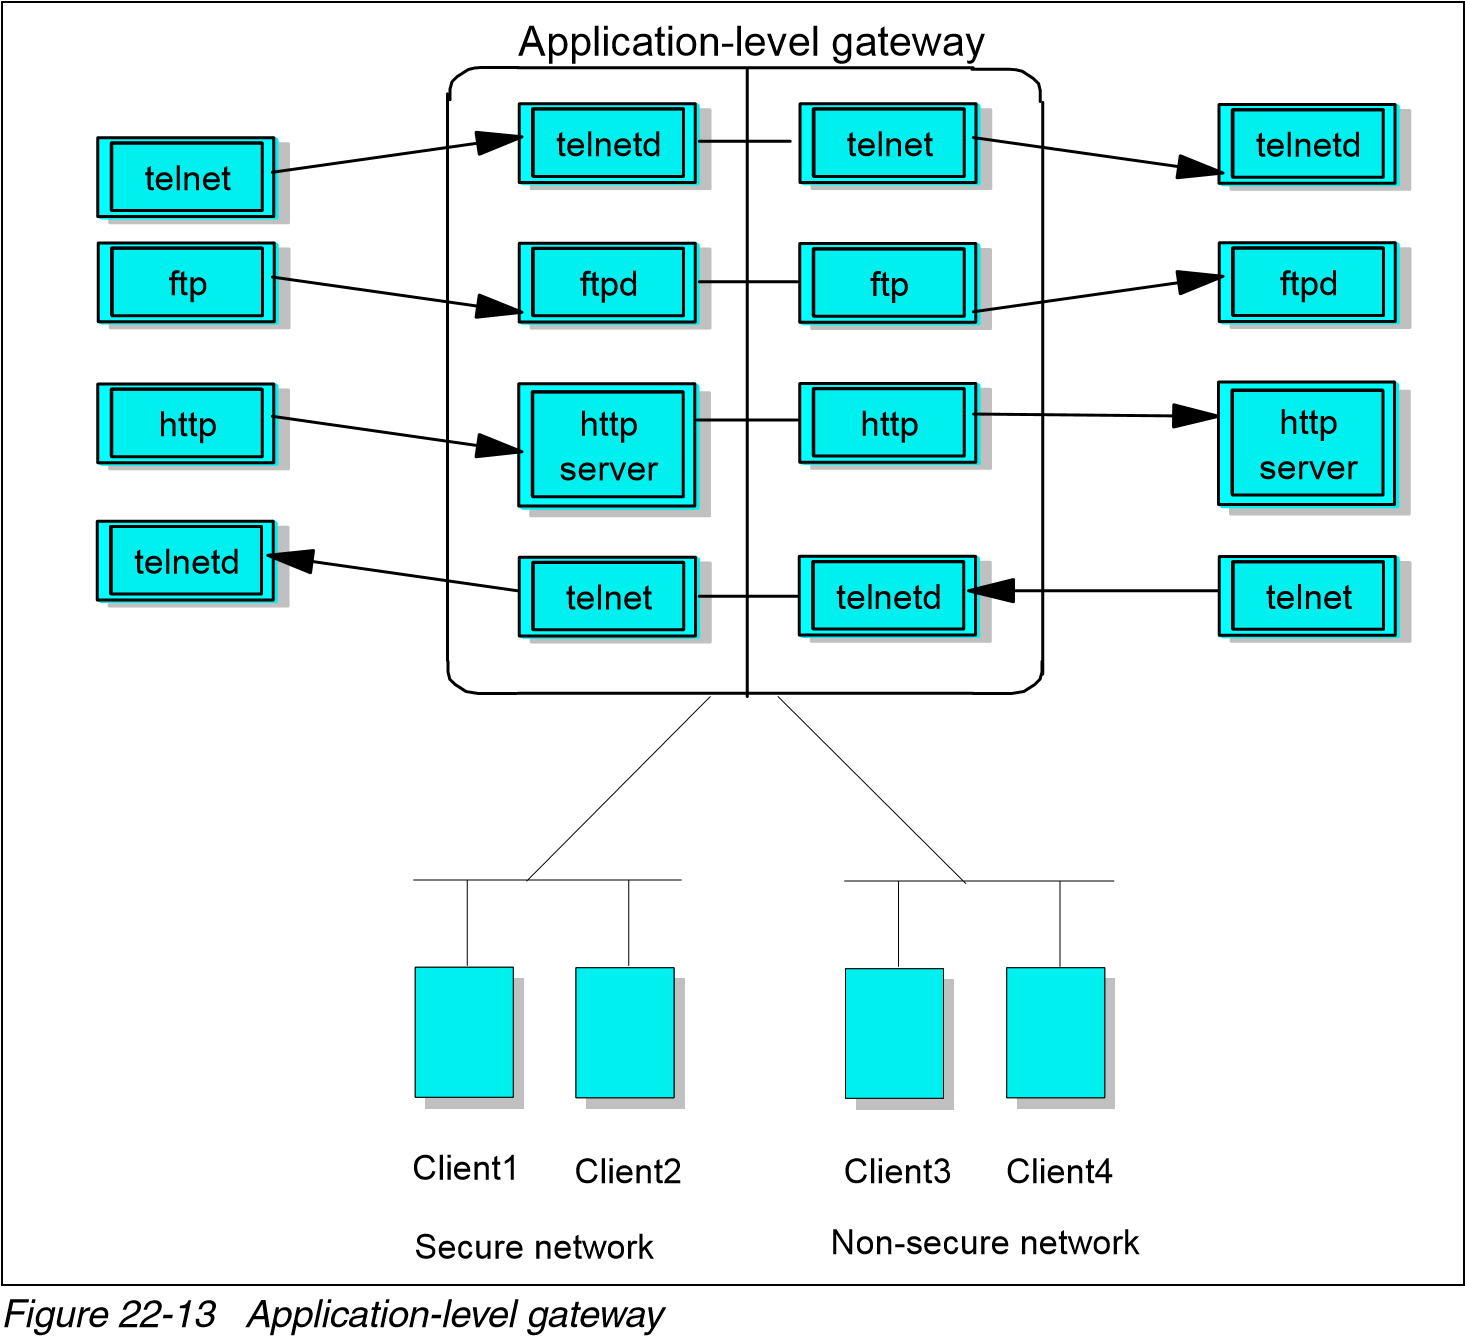 Application-level gateway
telnet
telnetd
telnet
telnetd
ftp
ftpd
ftp
ftpd
http
http
server
http
http
server
telnetd
telnet
telnetd
telnet
Client1
Client2
Client3
Client4
Secure network
Non-secure network
Figure 22-13   Application-level gateway